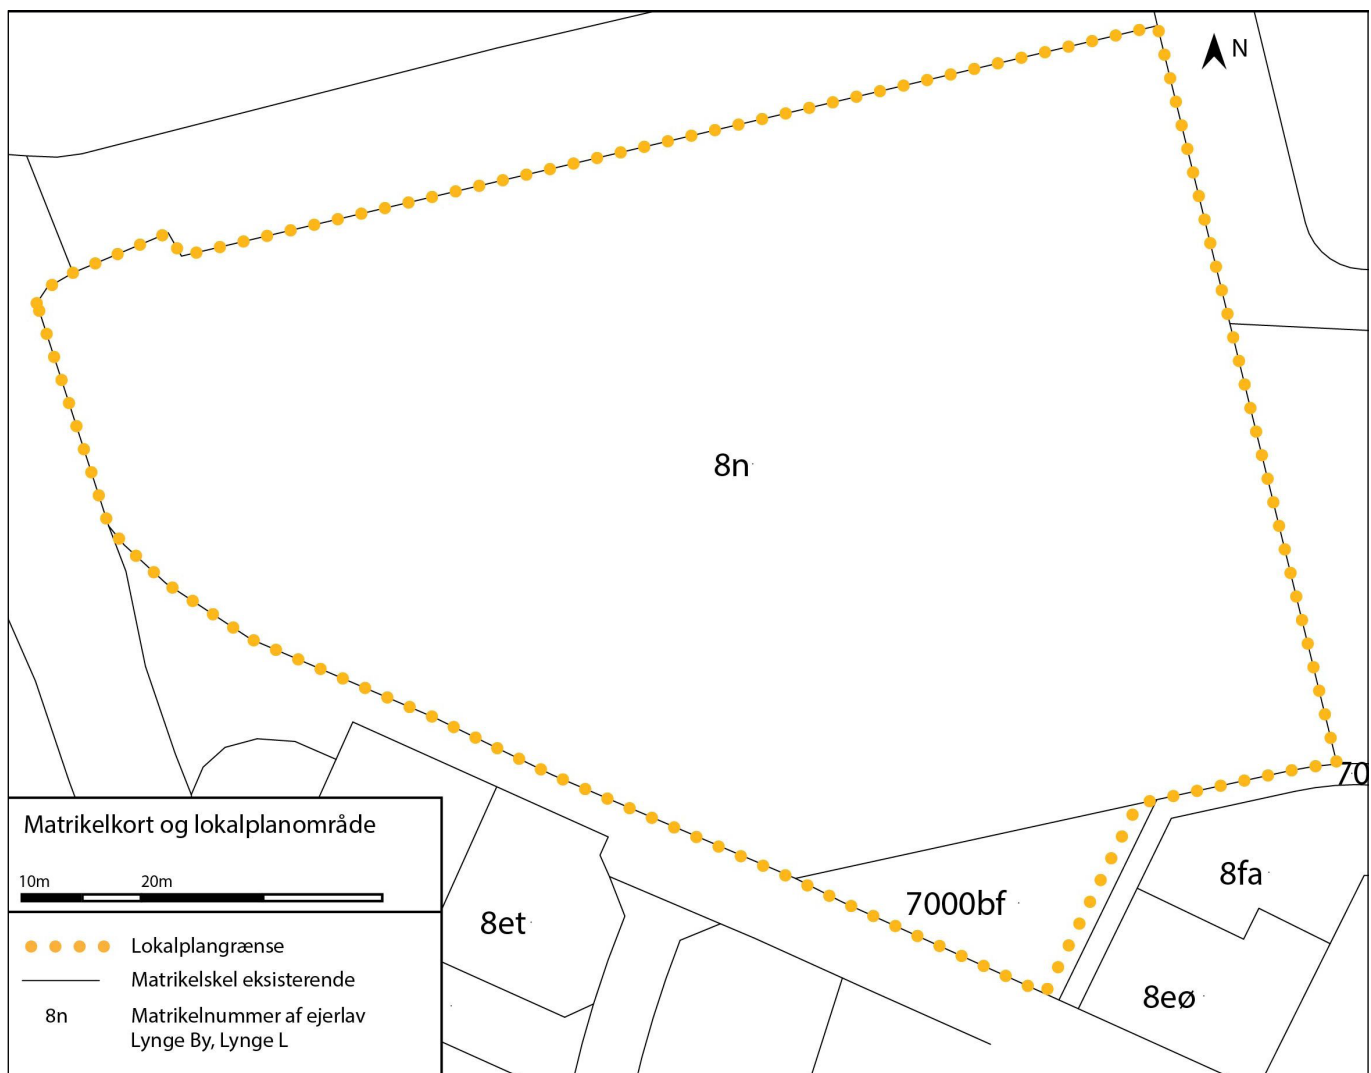 N
8n
70
8fa
7000bf
8et
8eø
Matrikelkort og lokalplanområde
10m 20m
Lokalplangrænse
Matrikelskel eksisterende
8n Matrikelnummer af ejerlav
Lynge By, Lynge L